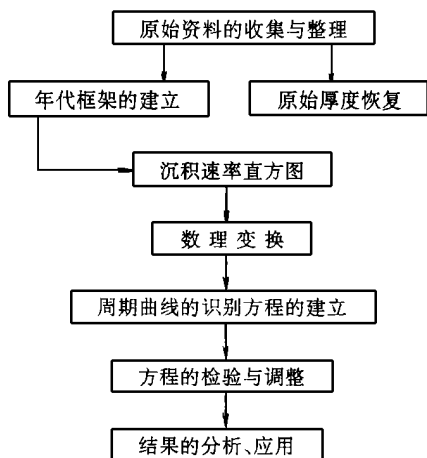 原始资料的收集与整理
年代框架的建立
原始厚度恢复
沉积速率直方图
数理变换
周期曲线的识别方程的建立
方程的检验与调整
结果的分析、应用